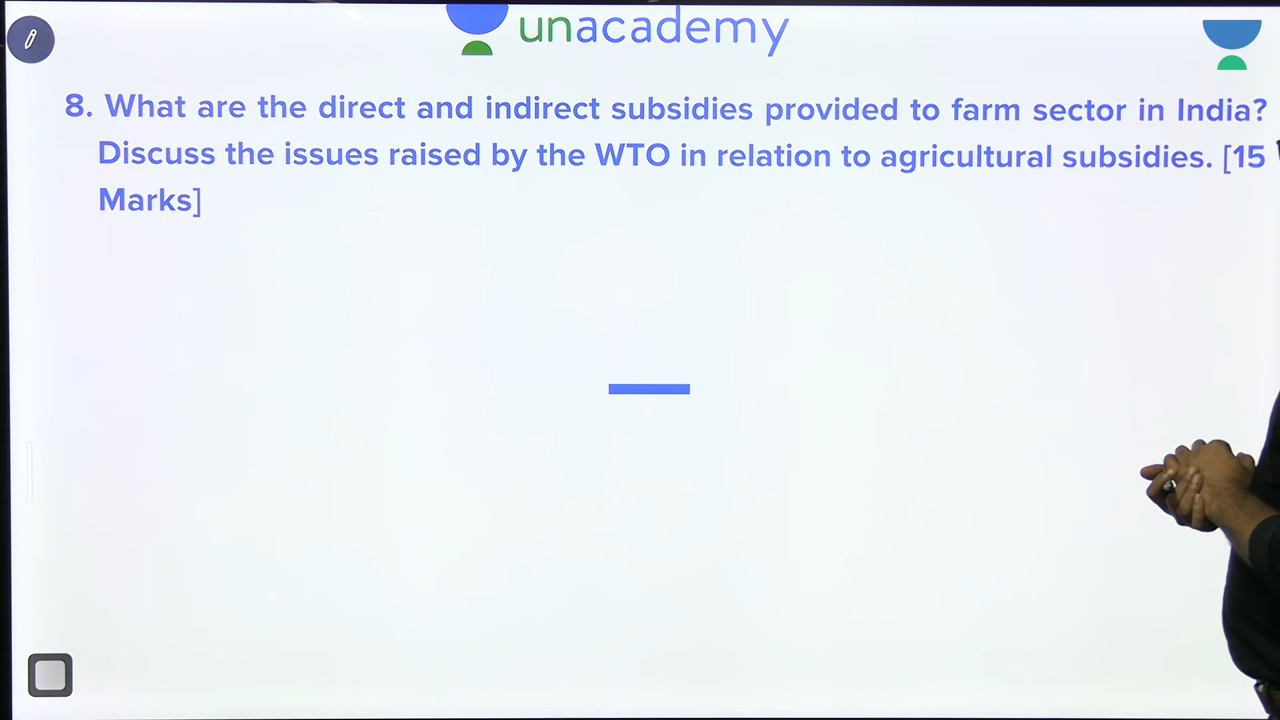 unacademy
8. What are the direct and indirect subsidies provided to farm sector in India?
Discuss the issues raised by the WTO in relation to agricultural subsidies. [15
Marks]